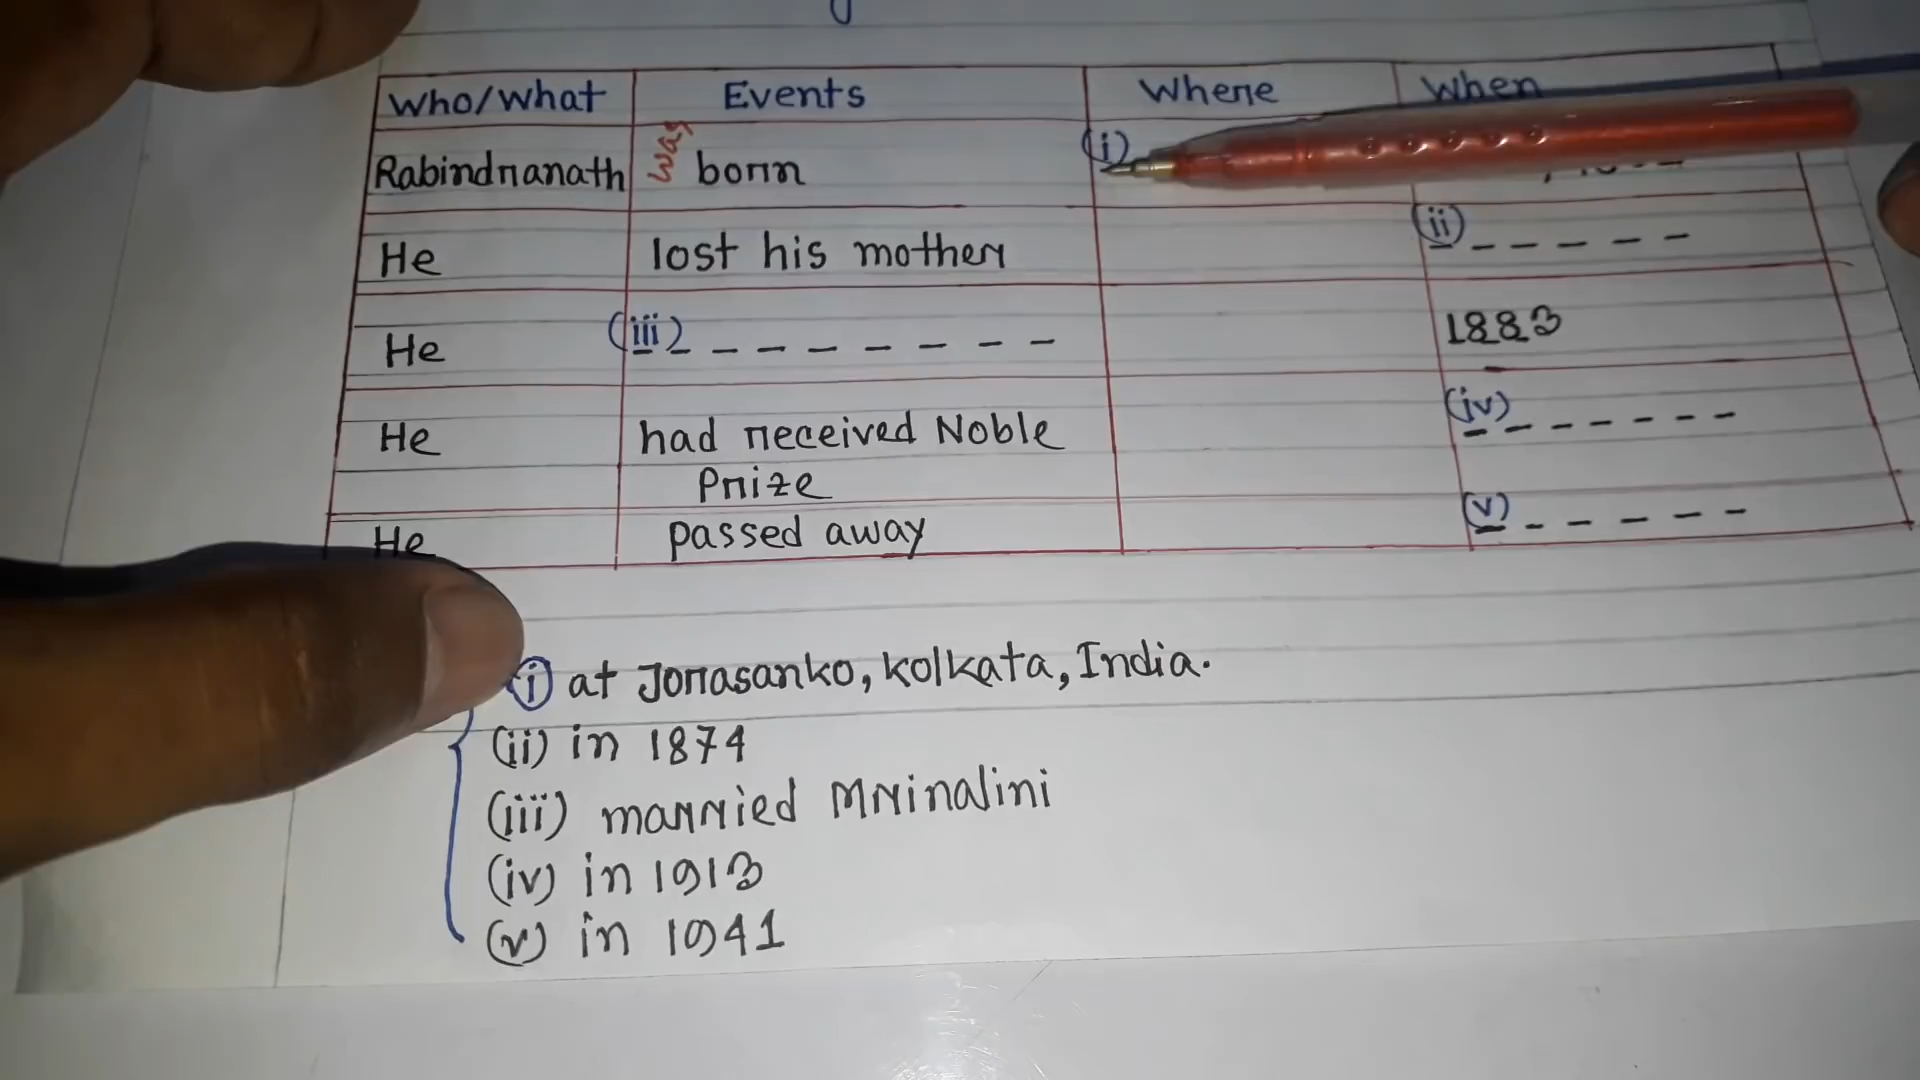 Who/What Events Where When
Rabindranath was born (i)
He lost his mother (ii) _ _ _ _ _
He (iii) _ _ _ _ _ _ _ _ 1883
He had received Noble (iv) _ _ _ _ _ _
Prize
He passed away (v) _ _ _ _ _
(i) at Jorasanko, Kolkata, India.
(ii) in 1874
(iii) married Mrinalini
(iv) in 1913
(v) in 1941